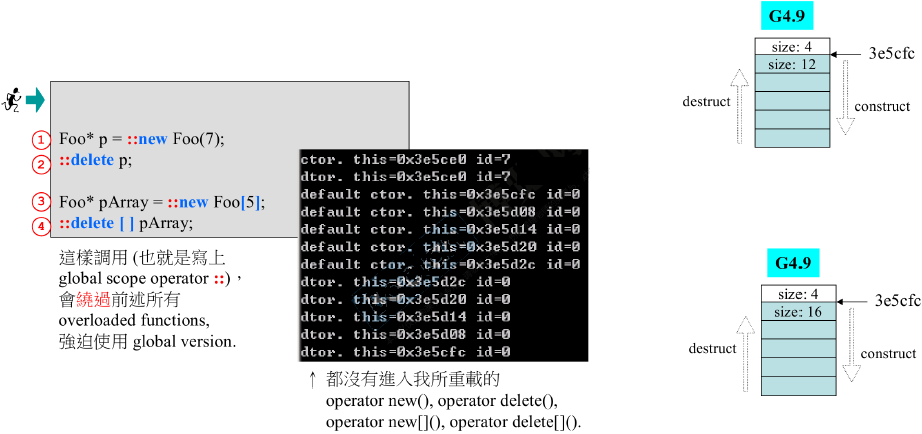 G4.9
size: 4
3e5cfc
size: 12
destruct
construct
① Foo* p = ::new Foo(7);
② ::delete p;
③ Foo* pArray = ::new Foo[5];
④ ::delete [ ] pArray;
ctor. this=0x3e5ce0 id=7
dtor. this=0x3e5ce0 id=7
default ctor. this=0x3e5cfc id=0
default ctor. this=0x3e5d08 id=0
default ctor. this=0x3e5d14 id=0
default ctor. this=0x3e5d20 id=0
default ctor. this=0x3e5d2c id=0
dtor. this=0x3e5d2c id=0
dtor. this=0x3e5d20 id=0
dtor. this=0x3e5d14 id=0
dtor. this=0x3e5d08 id=0
dtor. this=0x3e5cfc id=0
這樣調用 (也就是寫上
global scope operator ::)，
會繞過前述所有
overloaded functions,
強迫使用 global version.
↑ 都沒有進入我所重載的
operator new(), operator delete(),
operator new[](), operator delete[]().
G4.9
size: 4
3e5cfc
size: 16
destruct
construct